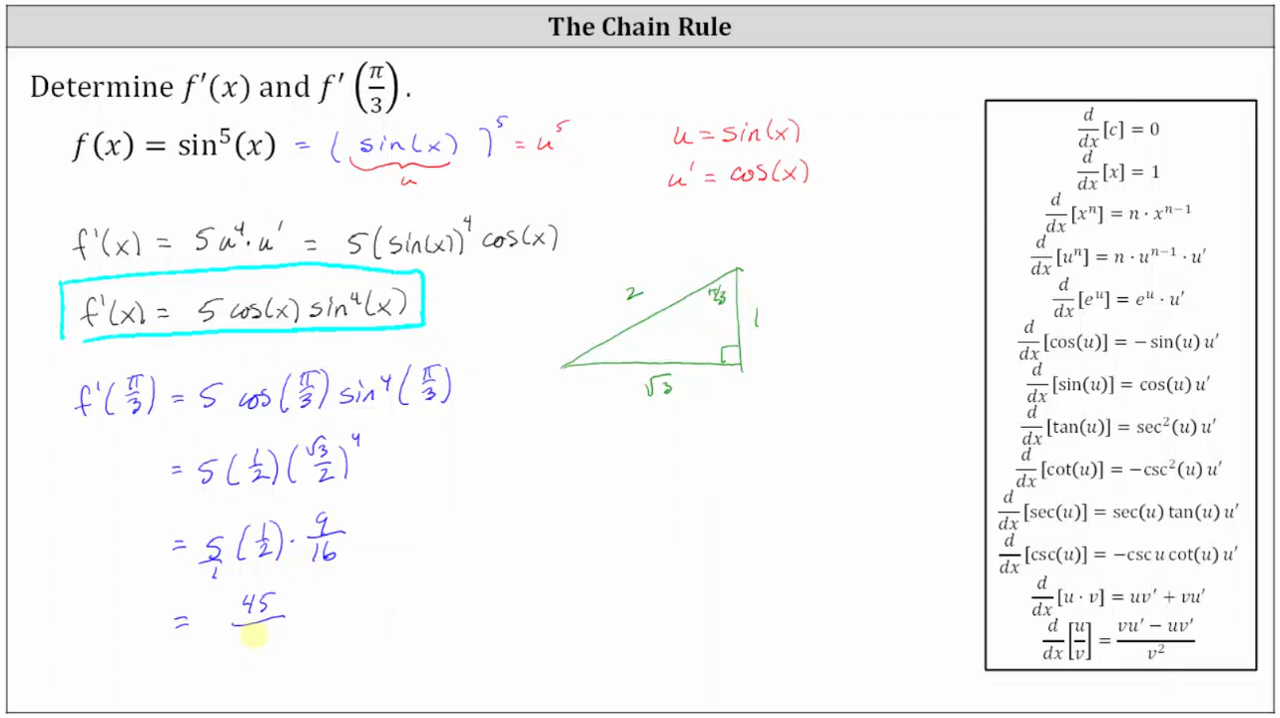 The Chain Rule
Determine f′(x) and f′(π/3).
f(x) = sin⁵(x) = (sin(x))⁵ = u⁵
u
u = sin(x)
u' = cos(x)
f'(x) = 5u⁴·u' = 5(sin(x))⁴ cos(x)
f'(x) = 5 cos(x) sin⁴(x)
2
π/3
1
√3
f'(π/3) = 5 cos(π/3) sin⁴(π/3)
= 5(1/2)(√3/2)⁴
= 5/1 (1/2) · 9/16
= 45
d/dx [c] = 0
d/dx [x] = 1
d/dx [xⁿ] = n · xⁿ⁻¹
d/dx [uⁿ] = n · uⁿ⁻¹ · u′
d/dx [eᵘ] = eᵘ · u′
d/dx [cos(u)] = − sin(u) u′
d/dx [sin(u)] = cos(u) u′
d/dx [tan(u)] = sec²(u) u′
d/dx [cot(u)] = −csc²(u) u′
d/dx [sec(u)] = sec(u) tan(u) u′
d/dx [csc(u)] = −csc u cot(u) u′
d/dx [u · v] = uv′ + vu′
d/dx [u/v] = (vu′ − uv′)/v²